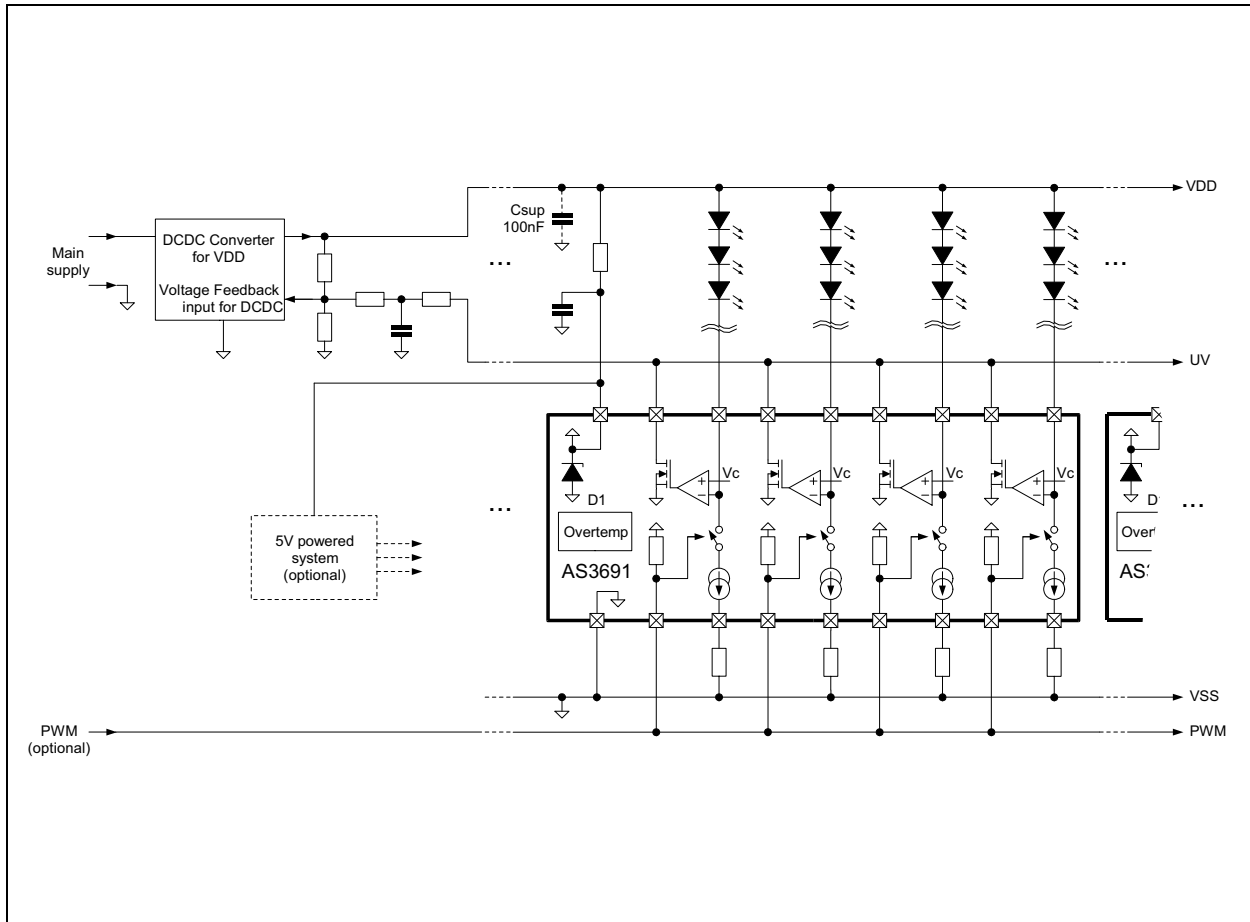 VDD
Csup
100nF
DCDC Converter
for VDD
Main
supply
...
...
Voltage Feedback
input for DCDC
UV
Vc
Vc
Vc
Vc
D1
...
...
Overtemp
5V powered
system
(optional)
AS3691
VSS
PWM
(optional)
PWM